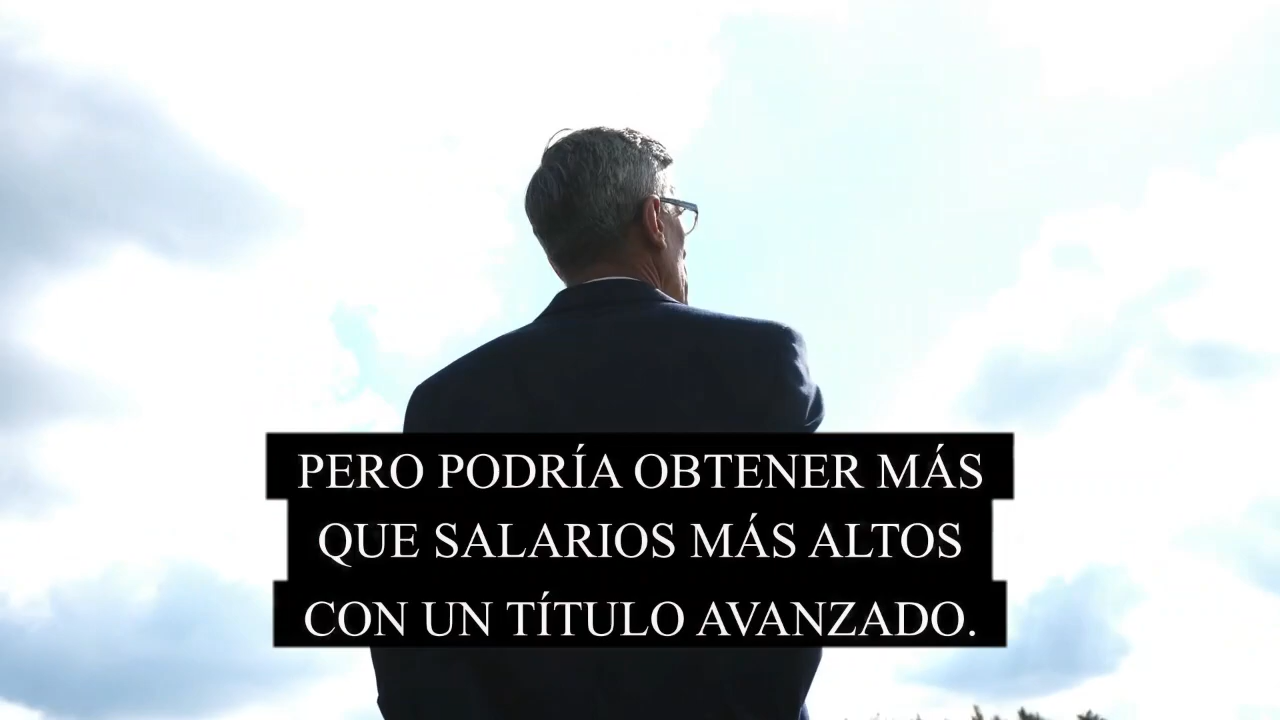 PERO PODRÍA OBTENER MÁS
QUE SALARIOS MÁS ALTOS
CON UN TÍTULO AVANZADO.